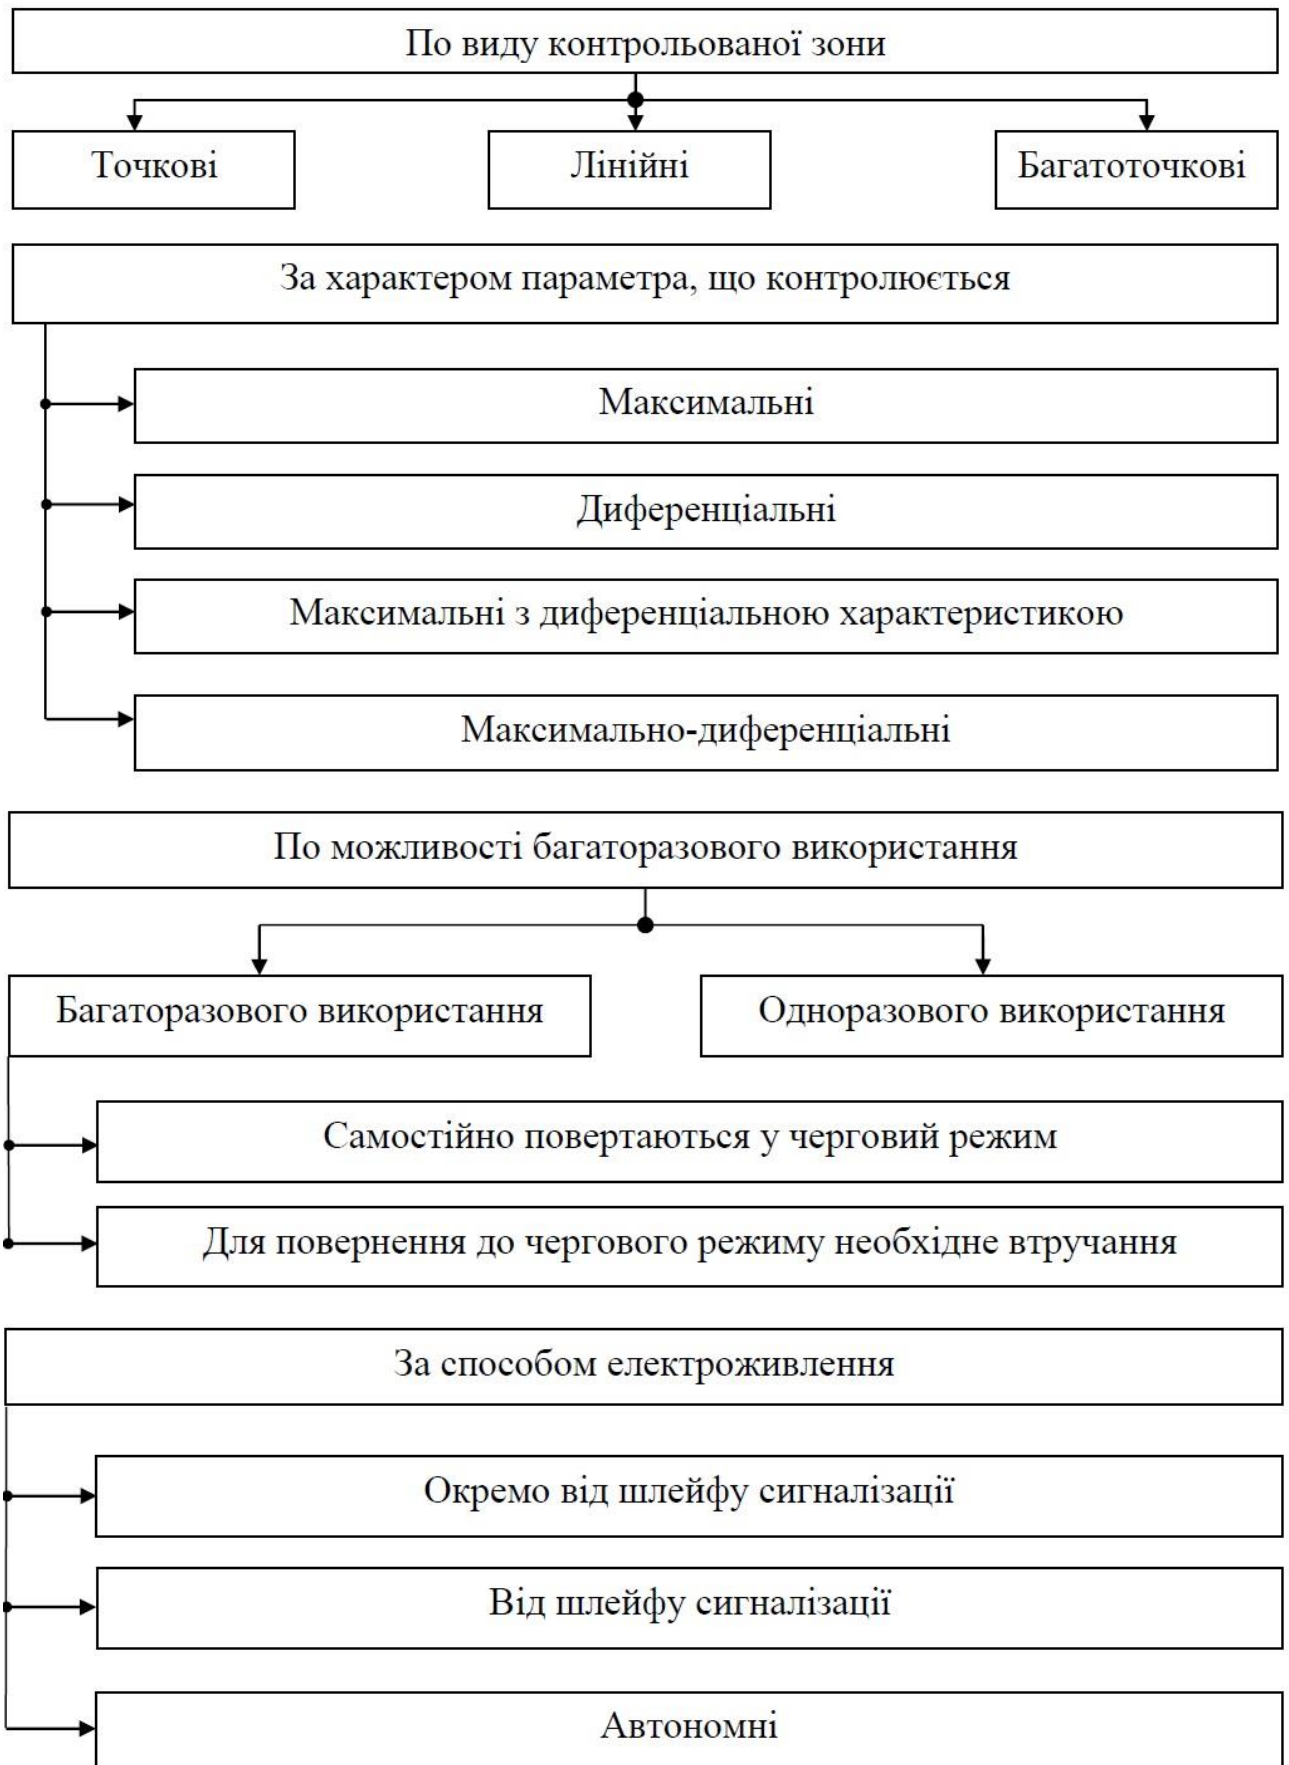 По виду контрольованої зони
Точкові
Лінійні
Багатоточкові
За характером параметра, що контролюється
Максимальні
Диференціальні
Максимальні з диференціальною характеристикою
Максимально-диференціальні
По можливості багаторазового використання
Багаторазового використання
Одноразового використання
Самостійно повертаються у черговий режим
Для повернення до чергового режиму необхідне втручання
За способом електроживлення
Окремо від шлейфу сигналізації
Від шлейфу сигналізації
Автономні